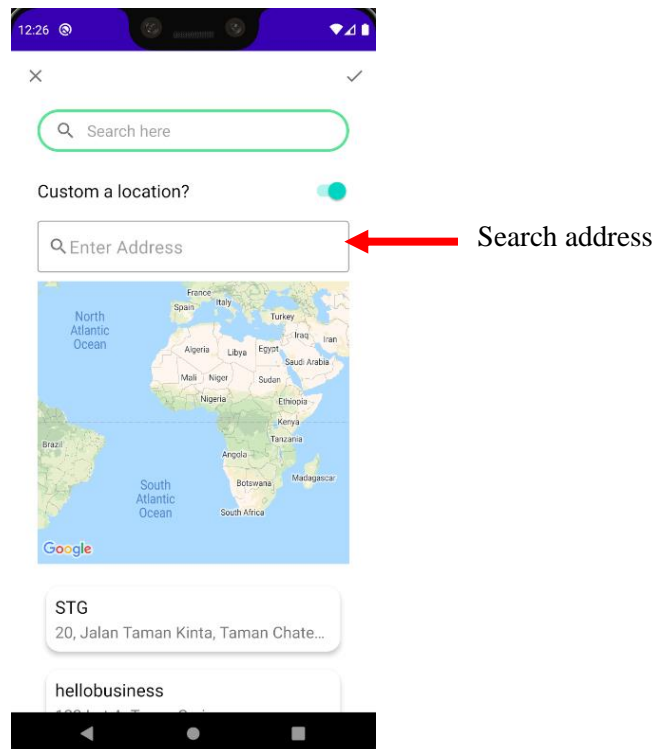 12:26
Search here
Custom a location?
Search address
Enter Address
France
Spain
Italy
Turkey
North
Atlantic
Ocean
Iraq
Iran
Algeria
Libya
Egypt
Saudi Arabia
Mali
Niger
Sudan
Nigeria
Ethiopia
Kenya
Brazil
Tanzania
Angola
South
Atlantic
Ocean
Botswana
Madagascar
South Africa
Google
STG
20, Jalan Taman Kinta, Taman Chate...
hellobusiness